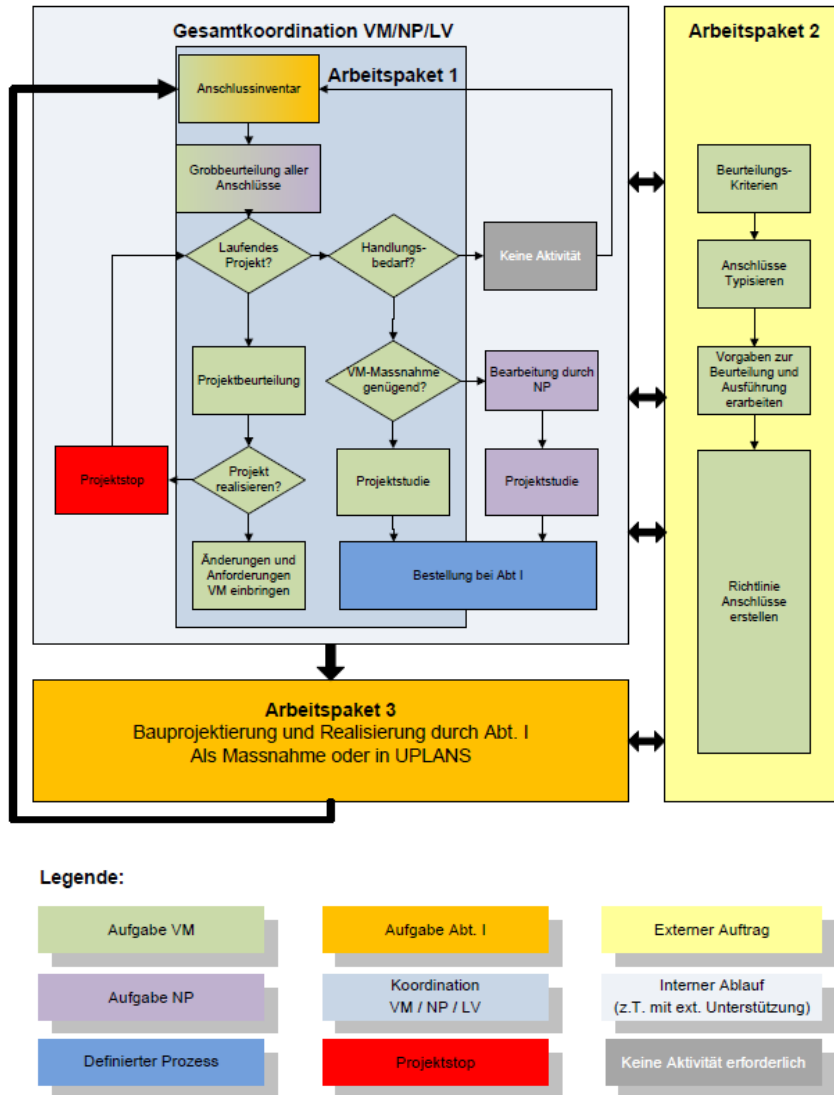 Gesamtkoordination VM/NP/LV
Arbeitspaket 1
Anschlussinventar
Grobbeurteilung aller
Anschlüsse
Laufendes
Projekt?
Handlungs-
bedarf?
Keine Aktivität
Projektbeurteilung
VM-Massnahme
genügend?
Bearbeitung durch
NP
Projektstop
Projekt
realisieren?
Projektstudie
Projektstudie
Änderungen und
Anforderungen
VM einbringen
Bestellung bei Abt I
Arbeitspaket 2
Beurteilungs-
Kriterien
Anschlüsse
Typisieren
Vorgaben zur
Beurteilung und
Ausführung
erarbeiten
Richtlinie
Anschlüsse
erstellen
Arbeitspaket 3
Bauprojektierung und Realisierung durch Abt. I
Als Massnahme oder in UPLANS
Legende:
Aufgabe VM
Aufgabe Abt. I
Externer Auftrag
Aufgabe NP
Koordination
VM / NP / LV
Interner Ablauf
(z.T. mit ext. Unterstützung)
Definierter Prozess
Projektstop
Keine Aktivität erforderlich